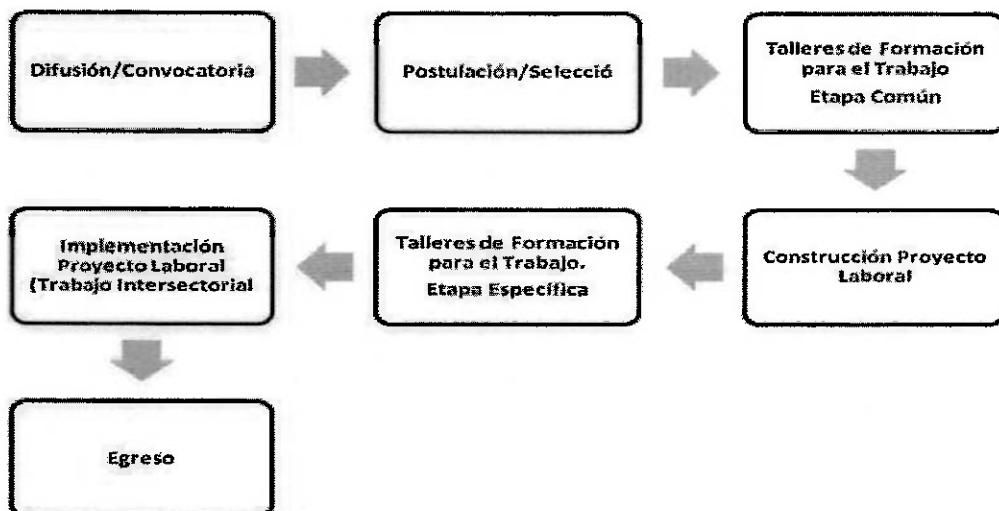 Difusión/Convocatoria
Postulación/Selecció
Talleres de Formación
para el Trabajo
Etapa Común
Construcción Proyecto
Laboral
Talleres de Formación
para el Trabajo.
Etapa Específica
Implementación
Proyecto Laboral
(Trabajo Intersectorial
Egreso